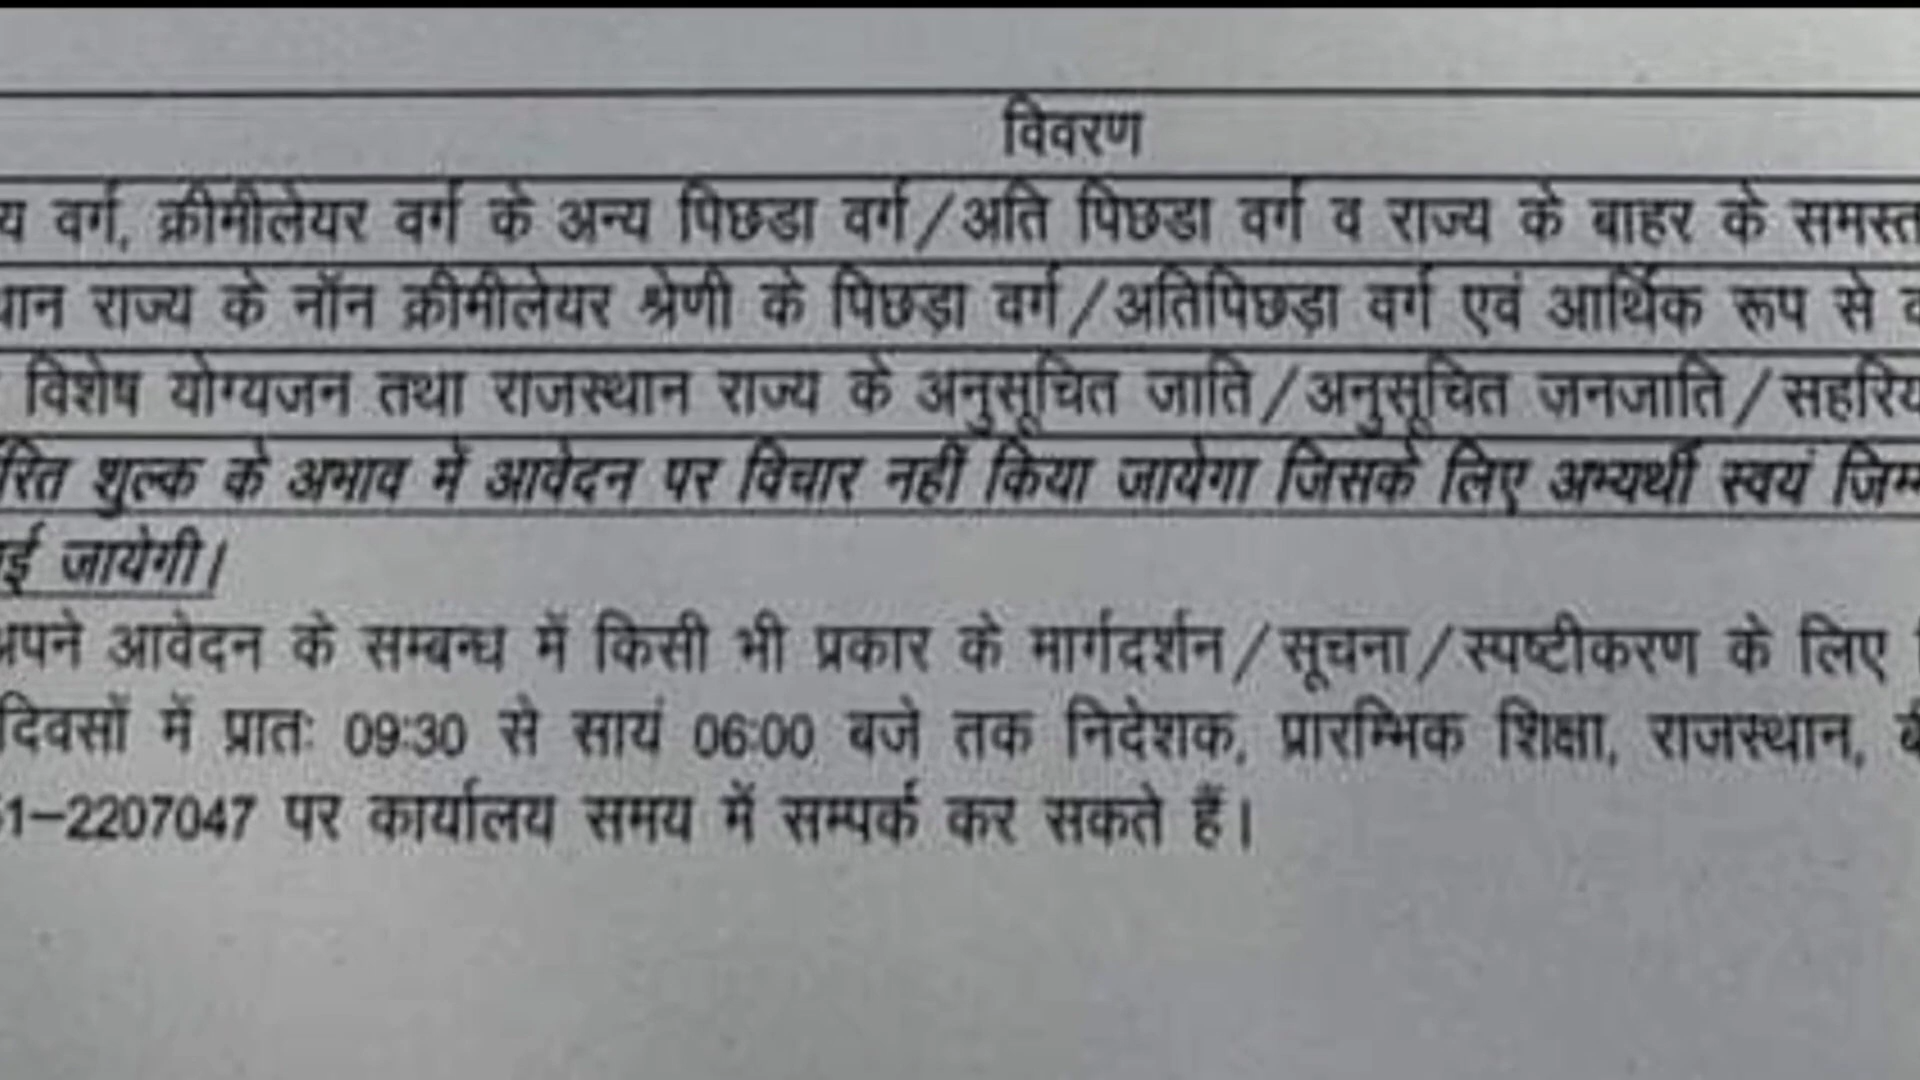 विवरण
वर्ग, क्रीमीलेयर वर्ग के अन्य पिछडा वर्ग/अति पिछडा वर्ग व राज्य के बाहर के समस्त
राज्य के नॉन क्रीमीलेयर श्रेणी के पिछड़ा वर्ग/अतिपिछड़ा वर्ग एवं आर्थिक रूप से
विशेष योग्यजन तथा राजस्थान राज्य के अनुसूचित जाति/अनुसूचित जनजाति/सहरिय
शुल्क के अभाव में आवेदन पर विचार नहीं किया जायेगा जिसके लिए अभ्यर्थी स्वयं जिम्म
जायेगी।
अपने आवेदन के सम्बन्ध में किसी भी प्रकार के मार्गदर्शन/सूचना/स्पष्टीकरण के लिए
दिवसों में प्रातः 09:30 से सायं 06:00 बजे तक निदेशक, प्रारम्भिक शिक्षा, राजस्थान,
1-2207047 पर कार्यालय समय में सम्पर्क कर सकते हैं।